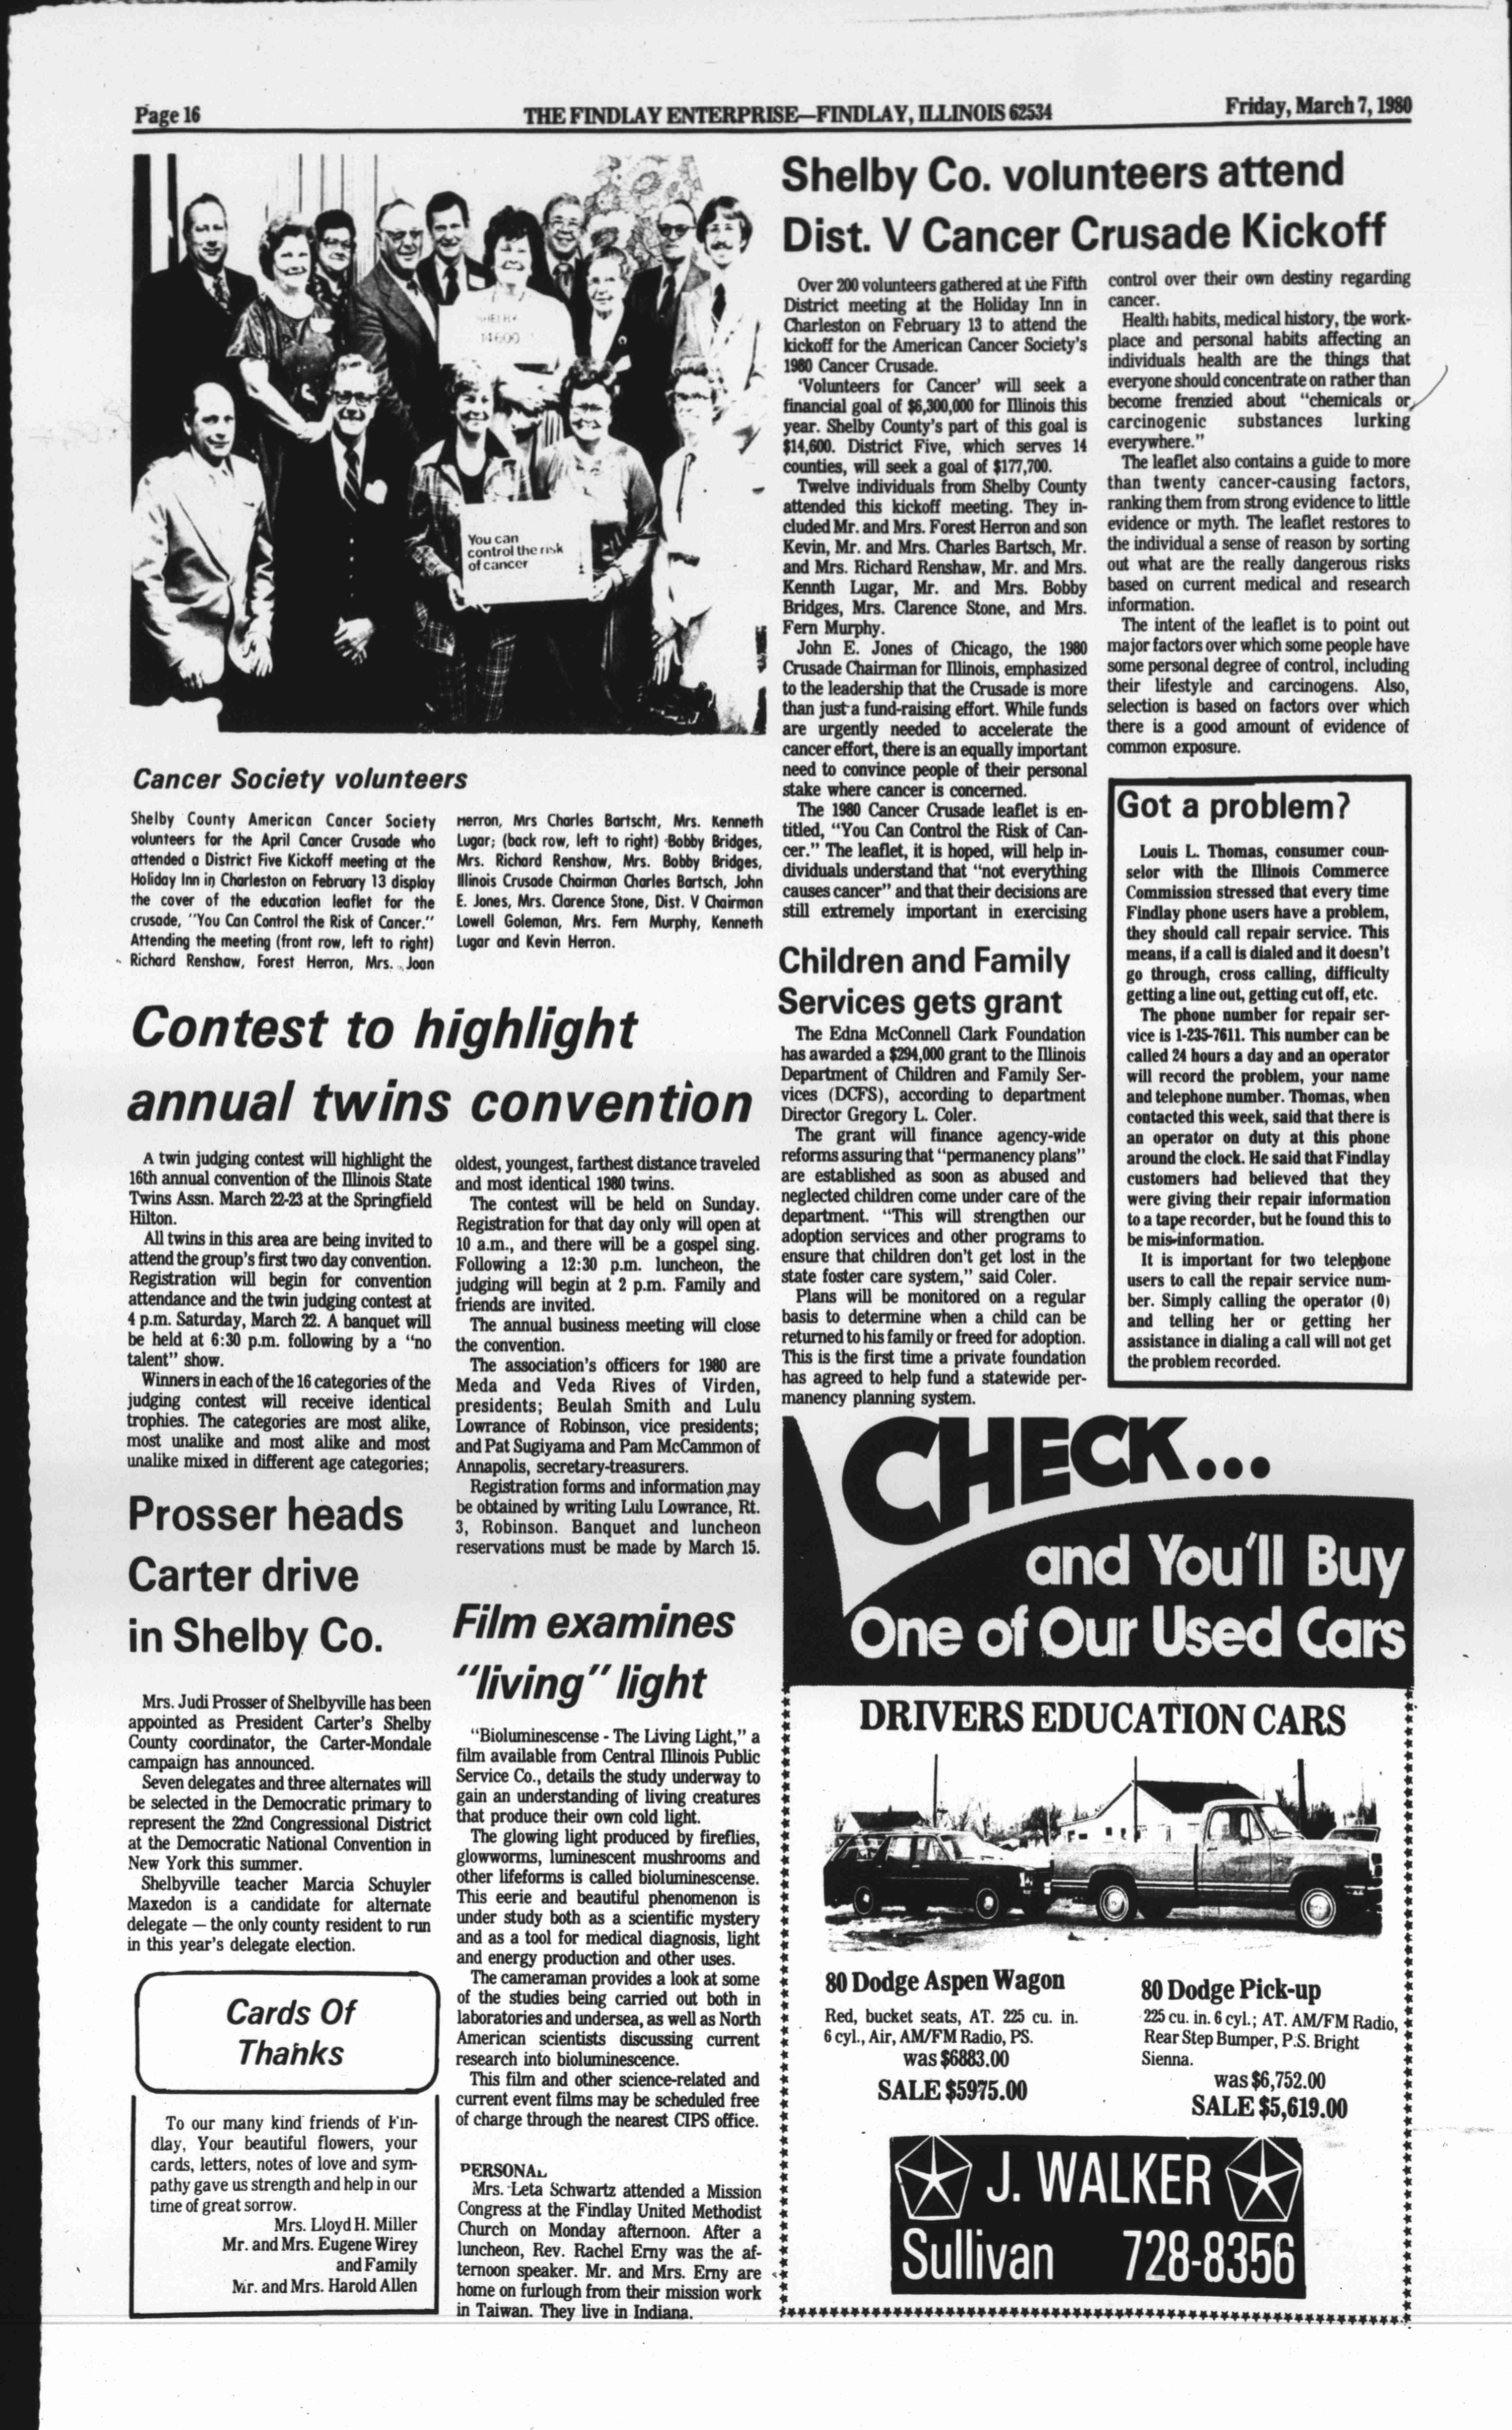 Page 16
THE FINDLAY ENTERPRISE—FINDLAY, ILLINOIS 62534
Friday, March 7, 1980
SHELBY
14600
You can
control the risk
of cancer
Cancer Society volunteers
Shelby County American Cancer Society
volunteers for the April Cancer Crusade who
attended a District Five Kickoff meeting at the
Holiday Inn in Charleston on February 13 display
the cover of the education leaflet for the
crusade, "You Can Control the Risk of Cancer."
Attending the meeting (front row, left to right)
Richard Renshaw, Forest Herron, Mrs. Joan
Herron, Mrs Charles Bartscht, Mrs. Kenneth
Lugar; (back row, left to right) Bobby Bridges,
Mrs. Richard Renshaw, Mrs. Bobby Bridges,
Illinois Crusade Chairman Charles Bartsch, John
E. Jones, Mrs. Clarence Stone, Dist. V Chairman
Lowell Goleman, Mrs. Fern Murphy, Kenneth
Lugar and Kevin Herron.
Contest to highlight
annual twins convention
A twin judging contest will highlight the
16th annual convention of the Illinois State
Twins Assn. March 22-23 at the Springfield
Hilton.
All twins in this area are being invited to
attend the group's first two day convention.
Registration will begin for convention
attendance and the twin judging contest at
4 p.m. Saturday, March 22. A banquet will
be held at 6:30 p.m. following by a "no
talent" show.
Winners in each of the 16 categories of the
judging contest will receive identical
trophies. The categories are most alike,
most unalike and most alike and most
unalike mixed in different age categories;
oldest, youngest, farthest distance traveled
and most identical 1980 twins.
The contest will be held on Sunday.
Registration for that day only will open at
10 a.m., and there will be a gospel sing.
Following a 12:30 p.m. luncheon, the
judging will begin at 2 p.m. Family and
friends are invited.
The annual business meeting will close
the convention.
The association's officers for 1980 are
Meda and Veda Rives of Virden,
presidents; Beulah Smith and Lulu
Lowrance of Robinson, vice presidents;
and Pat Sugiyama and Pam McCammon of
Annapolis, secretary-treasurers.
Registration forms and information may
be obtained by writing Lulu Lowrance, Rt.
3, Robinson. Banquet and luncheon
reservations must be made by March 15.
Prosser heads
Carter drive
in Shelby Co.
Mrs. Judi Prosser of Shelbyville has been
appointed as President Carter's Shelby
County coordinator, the Carter-Mondale
campaign has announced.
Seven delegates and three alternates will
be selected in the Democratic primary to
represent the 22nd Congressional District
at the Democratic National Convention in
New York this summer.
Shelbyville teacher Marcia Schuyler
Maxedon is a candidate for alternate
delegate — the only county resident to run
in this year's delegate election.
Cards Of
Thanks
To our many kind friends of Fin-
dlay, Your beautiful flowers, your
cards, letters, notes of love and sym-
pathy gave us strength and help in our
time of great sorrow.
Mrs. Lloyd H. Miller
Mr. and Mrs. Eugene Wirey
and Family
Mr. and Mrs. Harold Allen
Film examines
"living" light
"Bioluminescense - The Living Light," a
film available from Central Illinois Public
Service Co., details the study underway to
gain an understanding of living creatures
that produce their own cold light.
The glowing light produced by fireflies,
glowworms, luminescent mushrooms and
other lifeforms is called bioluminescense.
This eerie and beautiful phenomenon is
under study both as a scientific mystery
and as a tool for medical diagnosis, light
and energy production and other uses.
The cameraman provides a look at some
of the studies being carried out both in
laboratories and undersea, as well as North
American scientists discussing current
research into bioluminescence.
This film and other science-related and
current event films may be scheduled free
of charge through the nearest CIPS office.
PERSONAL
Mrs. Leta Schwartz attended a Mission
Congress at the Findlay United Methodist
Church on Monday afternoon. After a
luncheon, Rev. Rachel Erny was the af-
ternoon speaker. Mr. and Mrs. Erny are
home on furlough from their mission work
in Taiwan. They live in Indiana.
Shelby Co. volunteers attend
Dist. V Cancer Crusade Kickoff
Over 200 volunteers gathered at the Fifth
District meeting at the Holiday Inn in
Charleston on February 13 to attend the
kickoff for the American Cancer Society's
1980 Cancer Crusade.
'Volunteers for Cancer' will seek a
financial goal of $6,300,000 for Illinois this
year. Shelby County's part of this goal is
$14,600. District Five, which serves 14
counties, will seek a goal of $177,700.
Twelve individuals from Shelby County
attended this kickoff meeting. They in-
cluded Mr. and Mrs. Forest Herron and son
Kevin, Mr. and Mrs. Charles Bartsch, Mr.
and Mrs. Richard Renshaw, Mr. and Mrs.
Kennth Lugar, Mr. and Mrs. Bobby
Bridges, Mrs. Clarence Stone, and Mrs.
Fern Murphy.
John E. Jones of Chicago, the 1980
Crusade Chairman for Illinois, emphasized
to the leadership that the Crusade is more
than just a fund-raising effort. While funds
are urgently needed to accelerate the
cancer effort, there is an equally important
need to convince people of their personal
stake where cancer is concerned.
The 1980 Cancer Crusade leaflet is en-
titled, "You Can Control the Risk of Can-
cer." The leaflet, it is hoped, will help in-
dividuals understand that "not everything
causes cancer" and that their decisions are
still extremely important in exercising
control over their own destiny regarding
cancer.
Health habits, medical history, the work-
place and personal habits affecting an
individuals health are the things that
everyone should concentrate on rather than
become frenzied about "chemicals or
carcinogenic substances lurking
everywhere."
The leaflet also contains a guide to more
than twenty cancer-causing factors,
ranking them from strong evidence to little
evidence or myth. The leaflet restores to
the individual a sense of reason by sorting
out what are the really dangerous risks
based on current medical and research
information.
The intent of the leaflet is to point out
major factors over which some people have
some personal degree of control, including
their lifestyle and carcinogens. Also,
selection is based on factors over which
there is a good amount of evidence of
common exposure.
Children and Family
Services gets grant
The Edna McConnell Clark Foundation
has awarded a $294,000 grant to the Illinois
Department of Children and Family Ser-
vices (DCFS), according to department
Director Gregory L. Coler.
The grant will finance agency-wide
reforms assuring that "permanency plans"
are established as soon as abused and
neglected children come under care of the
department. "This will strengthen our
adoption services and other programs to
ensure that children don't get lost in the
state foster care system," said Coler.
Plans will be monitored on a regular
basis to determine when a child can be
returned to his family or freed for adoption.
This is the first time a private foundation
has agreed to help fund a statewide per-
manency planning system.
Got a problem?
Louis L. Thomas, consumer coun-
selor with the Illinois Commerce
Commission stressed that every time
Findlay phone users have a problem,
they should call repair service. This
means, if a call is dialed and it doesn't
go through, cross calling, difficulty
getting a line out, getting cut off, etc.
The phone number for repair ser-
vice is 1-235-7611. This number can be
called 24 hours a day and an operator
will record the problem, your name
and telephone number. Thomas, when
contacted this week, said that there is
an operator on duty at this phone
around the clock. He said that Findlay
customers had believed that they
were giving their repair information
to a tape recorder, but he found this to
be mis-information.
It is important for two telephone
users to call the repair service num-
ber. Simply calling the operator (0)
and telling her or getting her
assistance in dialing a call will not get
the problem recorded.
CHECK...
and You'll Buy
One of Our Used Cars
DRIVERS EDUCATION CARS
80 Dodge Aspen Wagon
Red, bucket seats, AT. 225 cu. in.
6 cyl., Air, AM/FM Radio, PS.
was $6883.00
SALE $5975.00
80 Dodge Pick-up
225 cu. in. 6 cyl.; AT. AM/FM Radio,
Rear Step Bumper, P.S. Bright
Sienna.
was $6,752.00
SALE $5,619.00
J. WALKER
Sullivan 728-8356